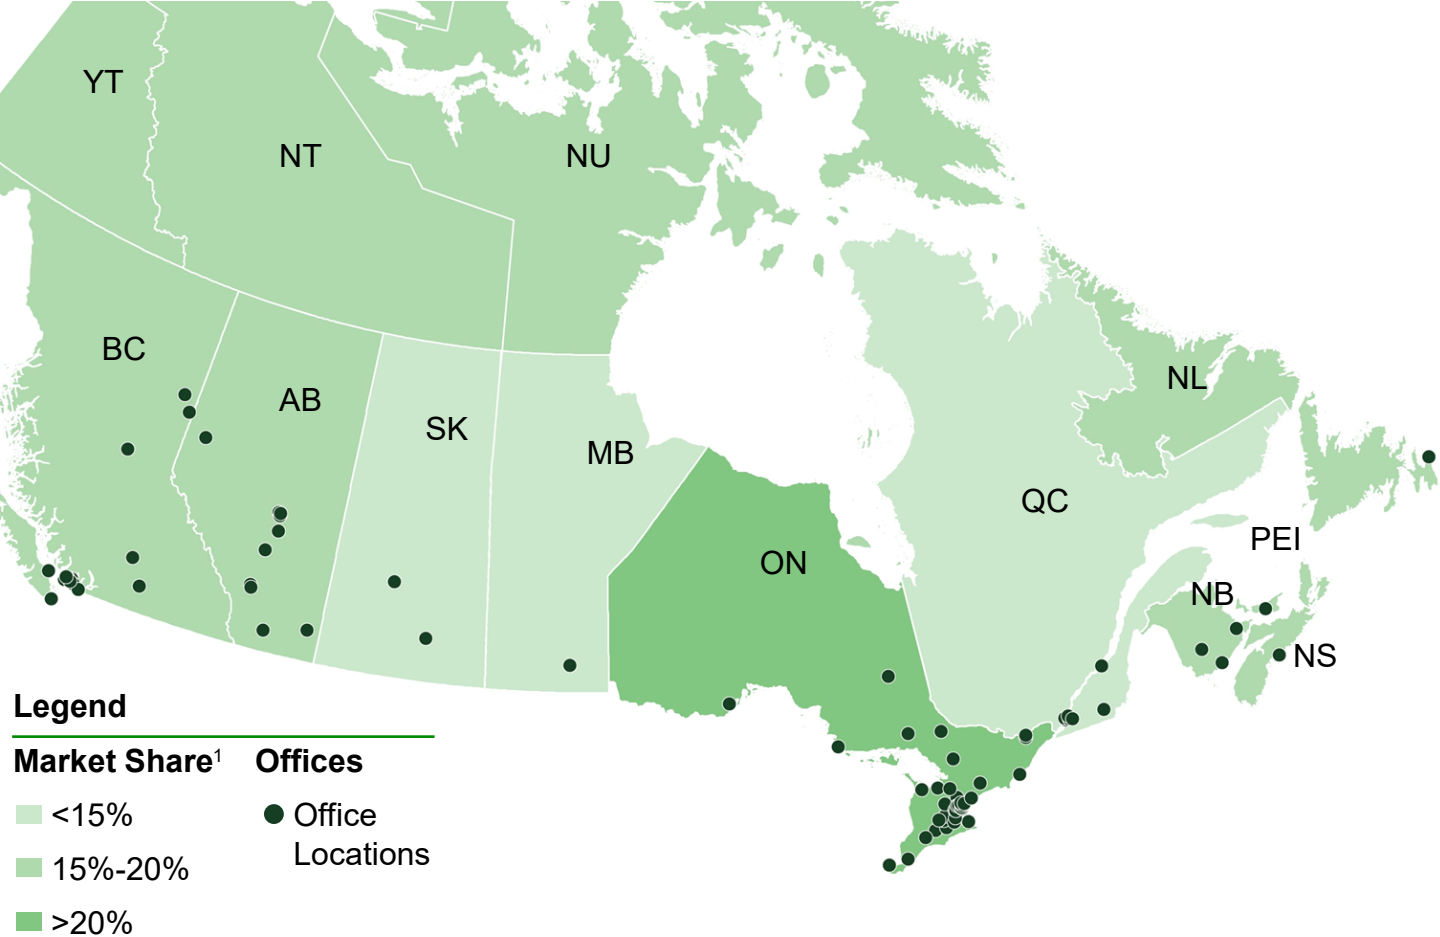 YT
NT
NU
BC
AB
SK
MB
ON
QC
NL
PEI
NB
NS
Legend
Market Share¹ Offices
<15% Office
Locations
15%-20%
>20%